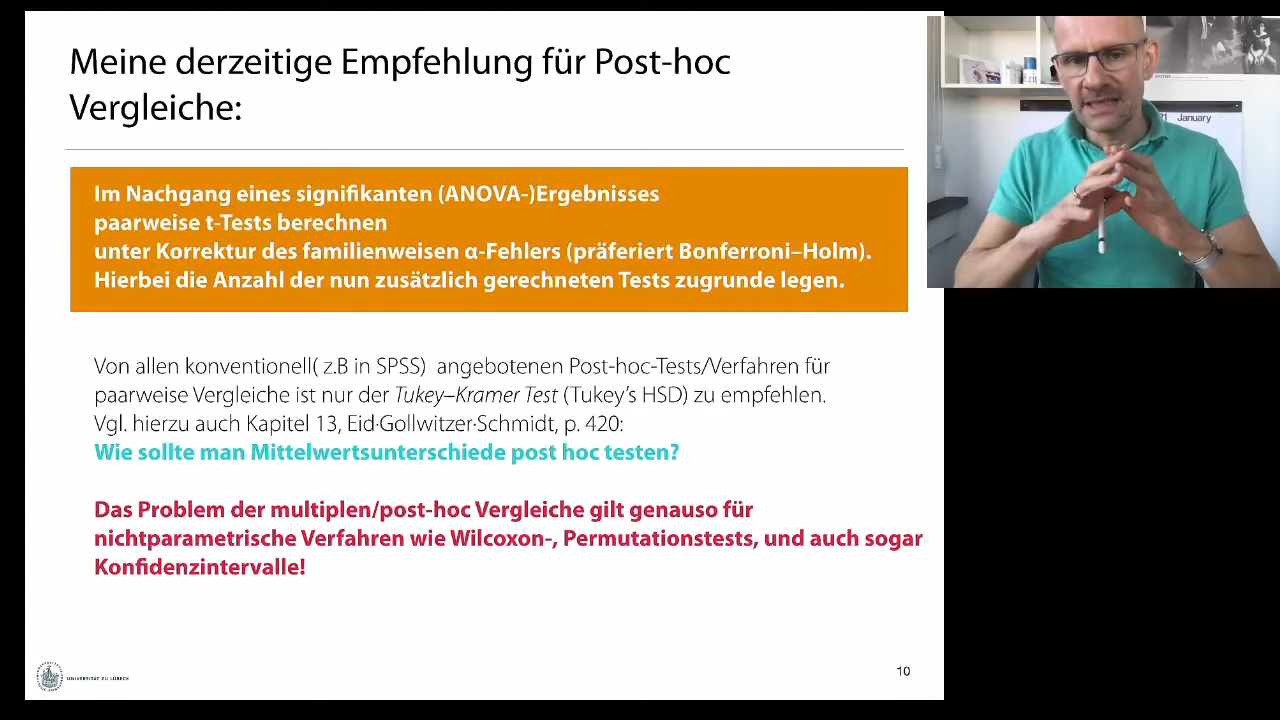 Meine derzeitige Empfehlung für Post-hoc
Vergleiche:
Im Nachgang eines signifikanten (ANOVA-)Ergebnisses
paarweise t-Tests berechnen
unter Korrektur des familienweisen α-Fehlers (präferiert Bonferroni–Holm).
Hierbei die Anzahl der nun zusätzlich gerechneten Tests zugrunde legen.
Von allen konventionell( z.B in SPSS)  angebotenen Post-hoc-Tests/Verfahren für
paarweise Vergleiche ist nur der Tukey–Kramer Test (Tukey’s HSD) zu empfehlen.
Vgl. hierzu auch Kapitel 13, Eid·Gollwitzer·Schmidt, p. 420:
Wie sollte man Mittelwertsunterschiede post hoc testen?
Das Problem der multiplen/post-hoc Vergleiche gilt genauso für
nichtparametrische Verfahren wie Wilcoxon-, Permutationstests, und auch sogar
Konfidenzintervalle!
UNIVERSITÄT ZU LÜBECK
10
January